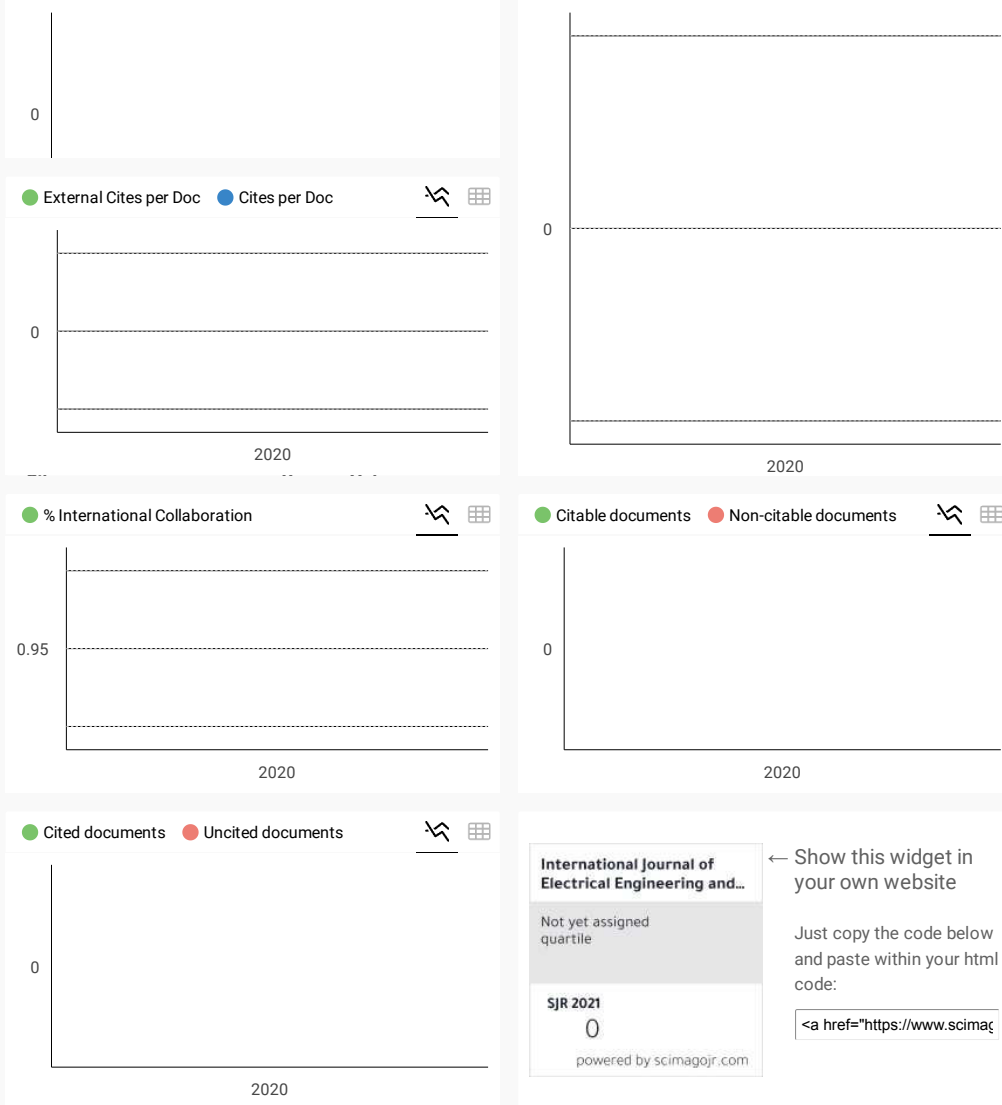 0
External Cites per Doc Cites per Doc
0
2020
0
2020
% International Collaboration
0.95
2020
Citable documents Non-citable documents
0
2020
Cited documents Uncited documents
0
2020
International Journal of
Electrical Engineering and...
Not yet assigned
quartile
SJR 2021
0
powered by scimagojr.com
← Show this widget in
your own website
Just copy the code below
and paste within your html
code:
<a href="https://www.scimag